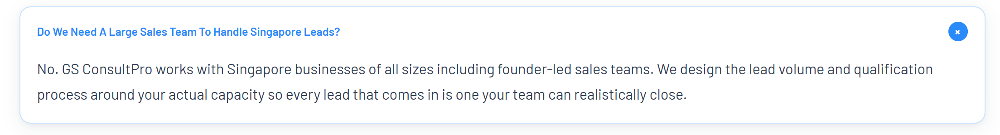 Do We Need A Large Sales Team To Handle Singapore Leads?
No. GS ConsultPro works with Singapore businesses of all sizes including founder-led sales teams. We design the lead volume and qualification
process around your actual capacity so every lead that comes in is one your team can realistically close.